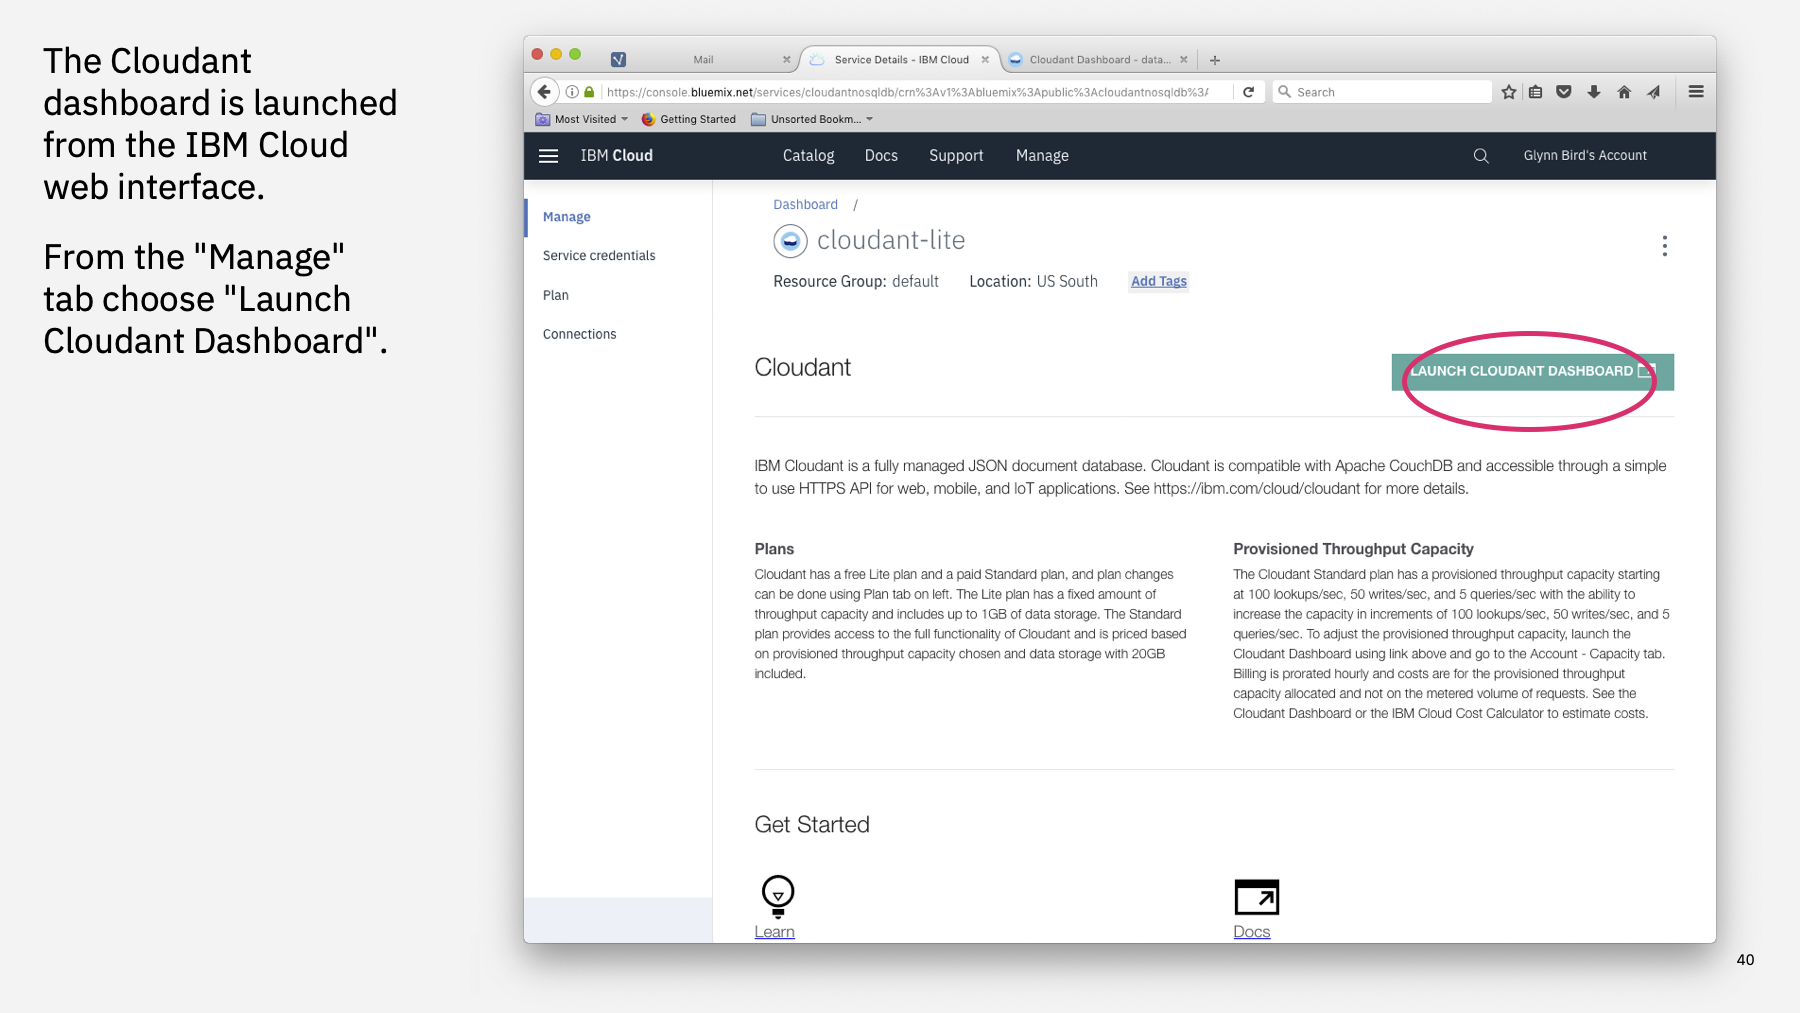 The Cloudant
dashboard is launched
from the IBM Cloud
web interface.
From the "Manage"
tab choose "Launch
Cloudant Dashboard".
Mail
Service Details - IBM Cloud
Cloudant Dashboard - data...
https://console.bluemix.net/services/cloudantnosqldb/crn%3Av1%3Abluemix%3Apublic%3Acloudantnosqldb%3A
Search
Most Visited
Getting Started
Unsorted Bookm...
IBM Cloud
Catalog
Docs
Support
Manage
Glynn Bird's Account
Manage
Service credentials
Plan
Connections
Dashboard /
cloudant-lite
Resource Group: default
Location: US South
Add Tags
Cloudant
LAUNCH CLOUDANT DASHBOARD
IBM Cloudant is a fully managed JSON document database. Cloudant is compatible with Apache CouchDB and accessible through a simple
to use HTTPS API for web, mobile, and IoT applications. See https://ibm.com/cloud/cloudant for more details.
Plans
Cloudant has a free Lite plan and a paid Standard plan, and plan changes
can be done using Plan tab on left. The Lite plan has a fixed amount of
throughput capacity and includes up to 1GB of data storage. The Standard
plan provides access to the full functionality of Cloudant and is priced based
on provisioned throughput capacity chosen and data storage with 20GB
included.
Provisioned Throughput Capacity
The Cloudant Standard plan has a provisioned throughput capacity starting
at 100 lookups/sec, 50 writes/sec, and 5 queries/sec with the ability to
increase the capacity in increments of 100 lookups/sec, 50 writes/sec, and 5
queries/sec. To adjust the provisioned throughput capacity, launch the
Cloudant Dashboard using link above and go to the Account - Capacity tab.
Billing is prorated hourly and costs are for the provisioned throughput
capacity allocated and not on the metered volume of requests. See the
Cloudant Dashboard or the IBM Cloud Cost Calculator to estimate costs.
Get Started
Learn
Docs
40